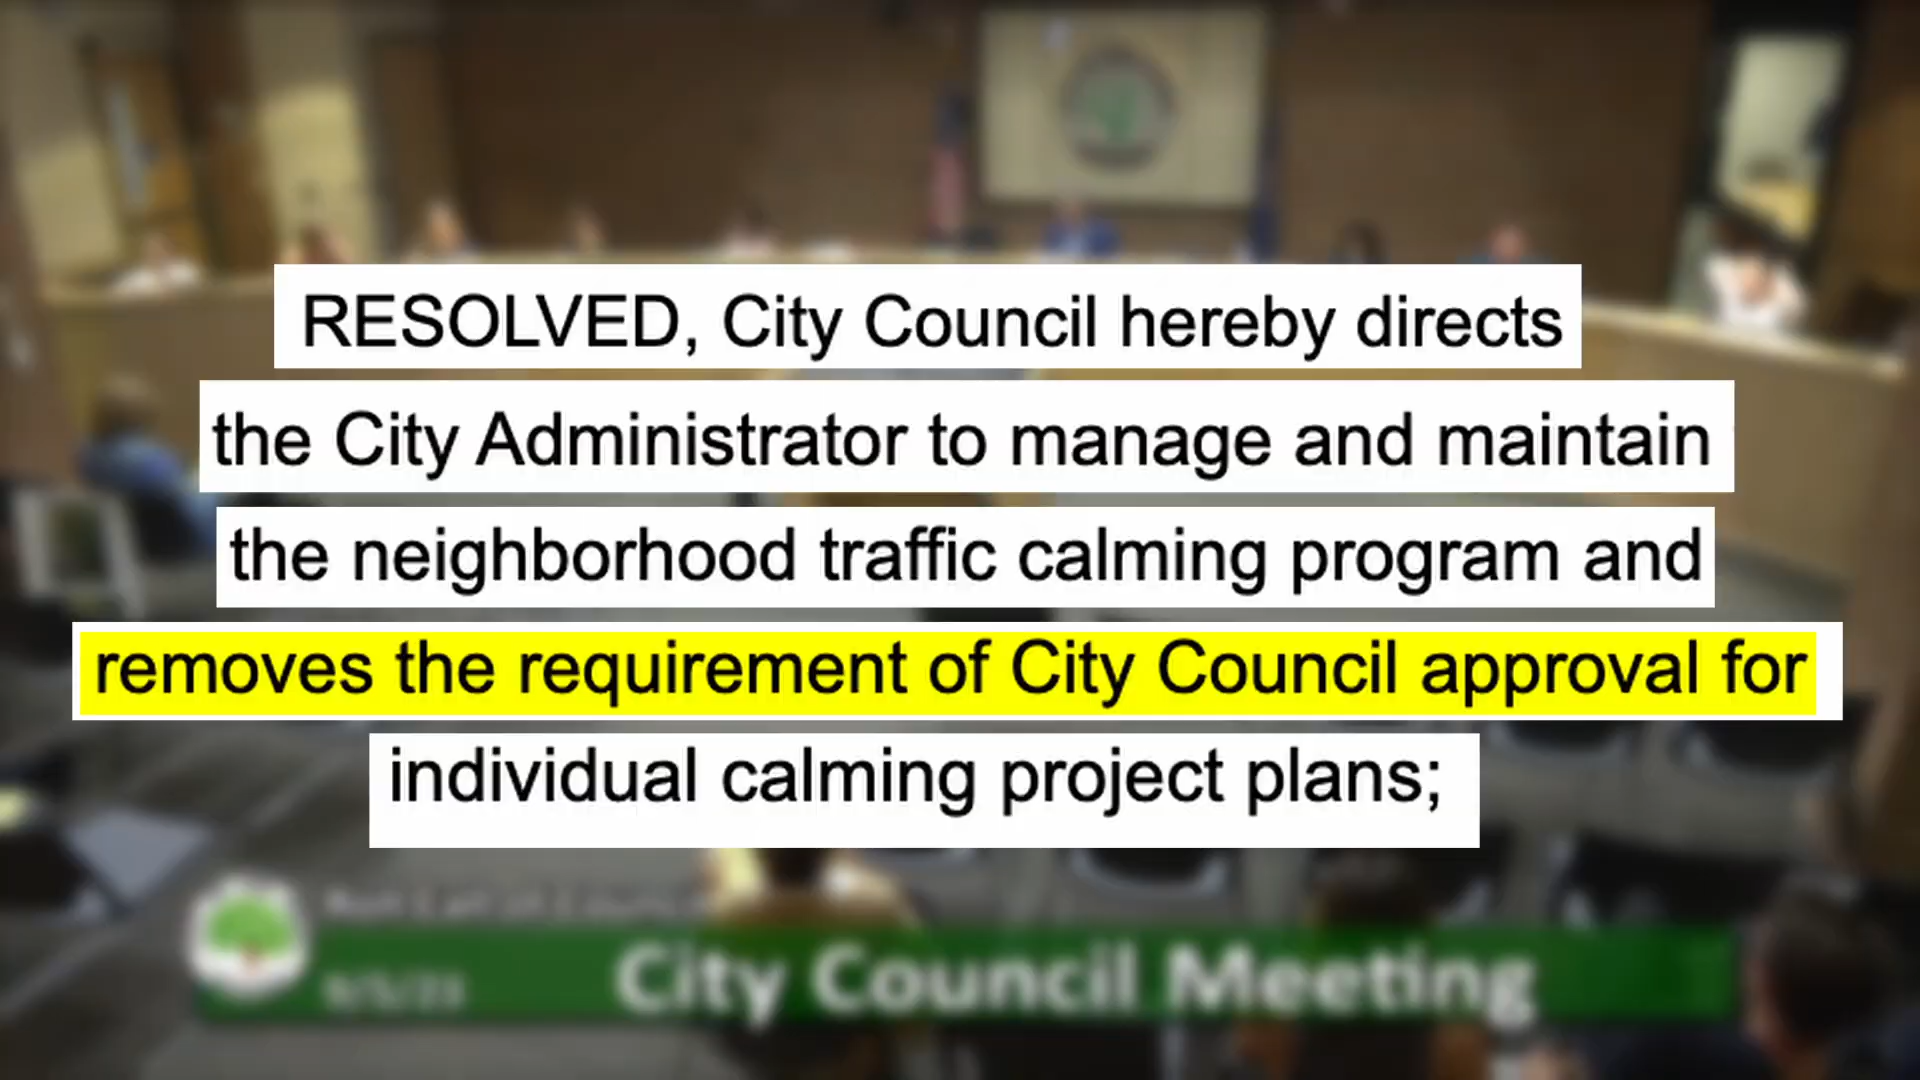 RESOLVED, City Council hereby directs
the City Administrator to manage and maintain
the neighborhood traffic calming program and
removes the requirement of City Council approval for
individual calming project plans;
City Council Meeting